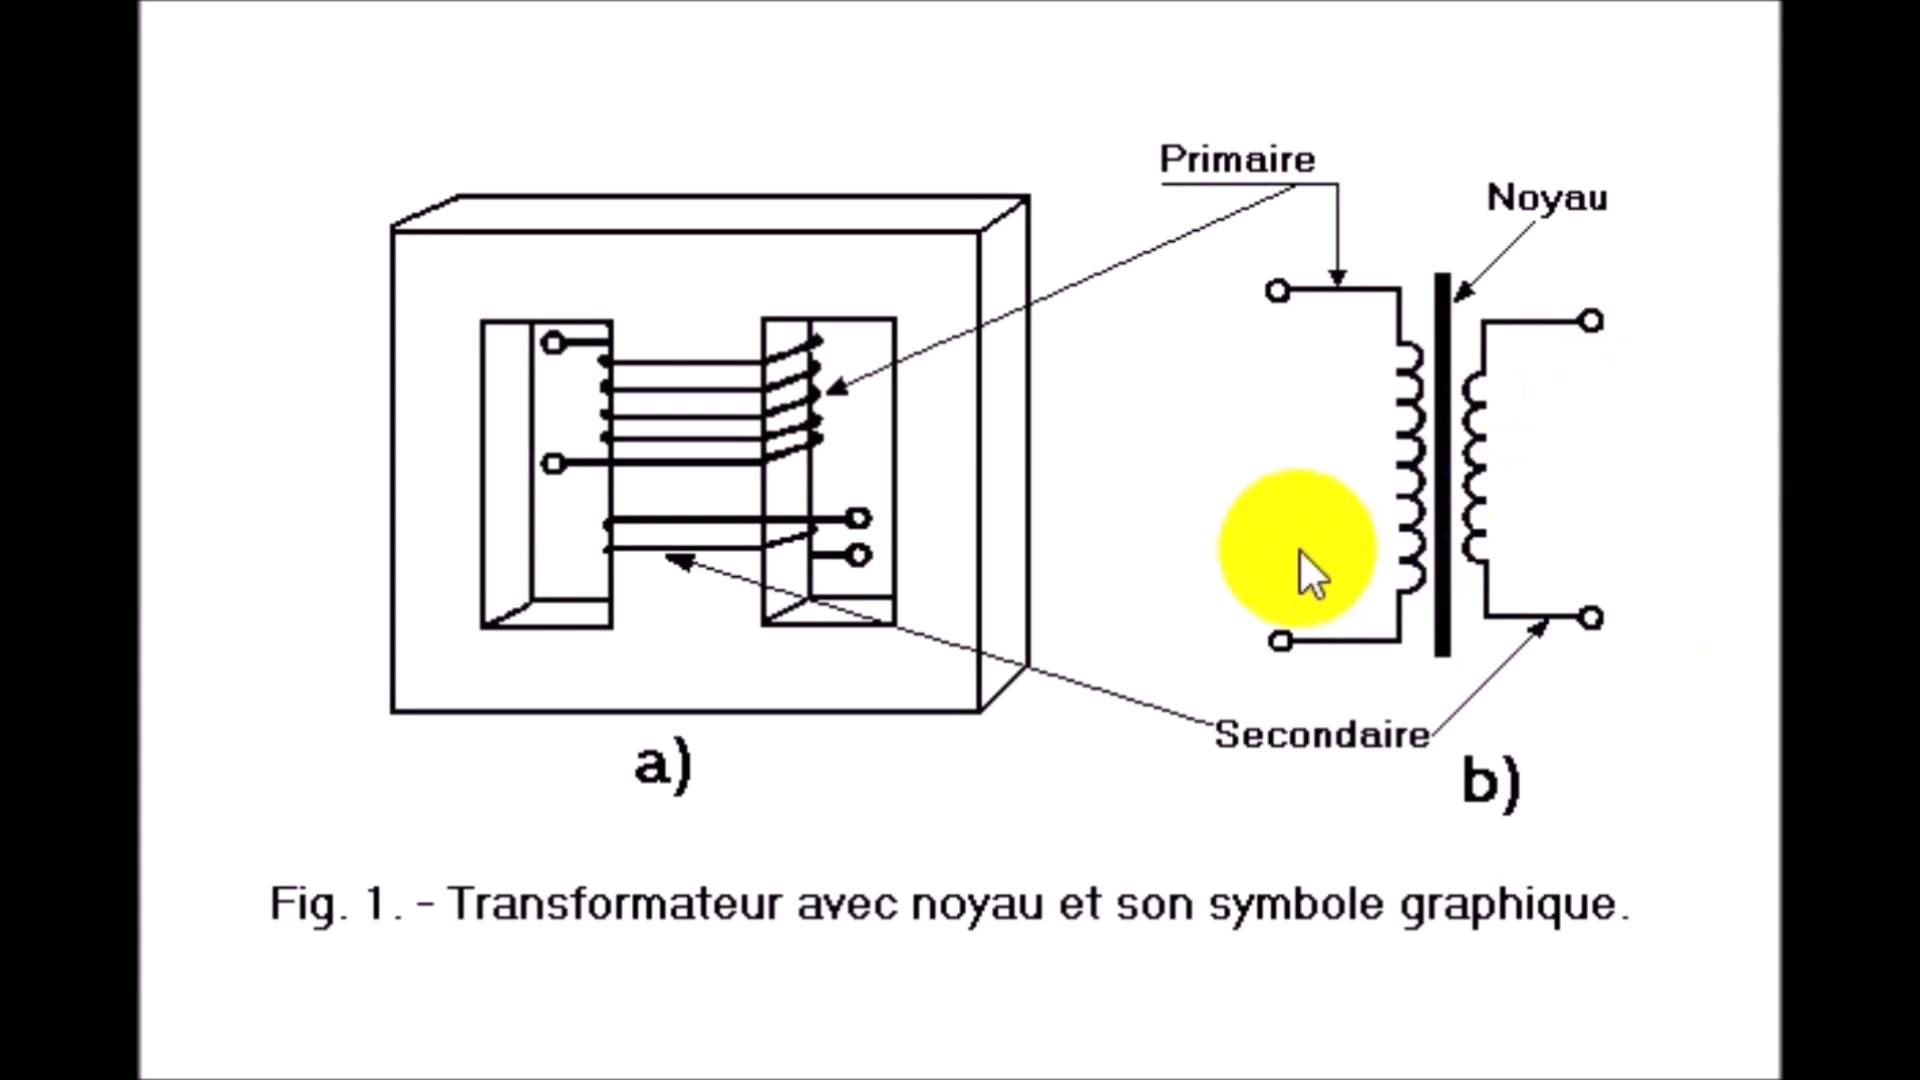 Primaire
Noyau
Secondaire
a)
b)
Fig. 1. - Transformateur avec noyau et son symbole graphique.